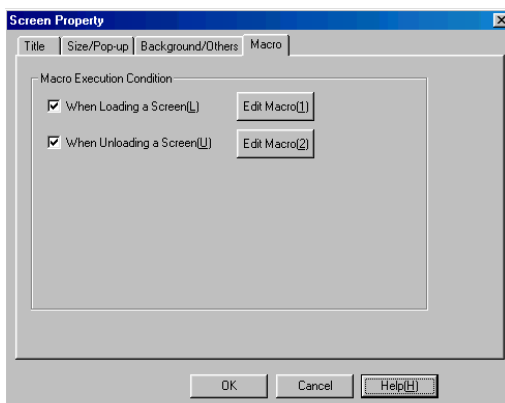 Screen Property
Title Size/Pop-up Background/Others Macro
Macro Execution Condition
When Loading a Screen(L) Edit Macro(1)
When Unloading a Screen(U) Edit Macro(2)
OK Cancel Help(H)